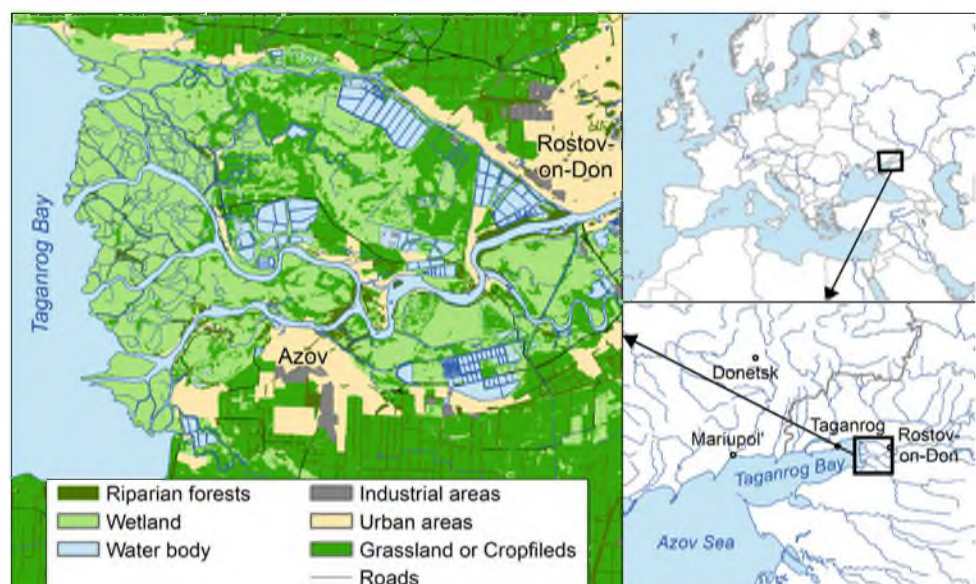 Taganrog Bay
Rostov-
on-Don
Azov
Riparian forests
Wetland
Water body
Industrial areas
Urban areas
Grassland or Cropfileds
Roads
Donetsk
Mariupol'
Taganrog
Rostov-
on-Don
Taganrog Bay
Azov Sea